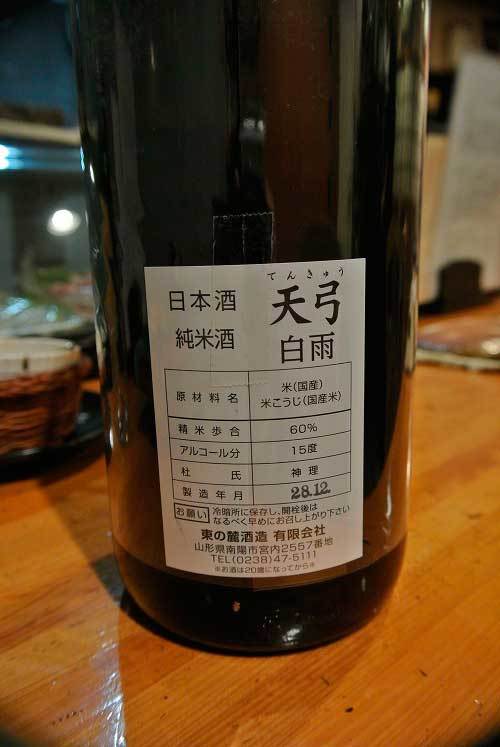 日本酒
純米酒
てんきゅう
天弓
白雨
原材料名 米(国産)
米こうじ(国産米)
精米歩合 60%
アルコール分 15度
杜氏 神理
製造年月 28.12
お願い 冷暗所に保存し、開栓後は
なるべく早めにお召し上がり下さい
東の麓酒造 有限会社
山形県南陽市宮内2557番地
TEL(0238)47-5111
※お酒は20歳になってから※